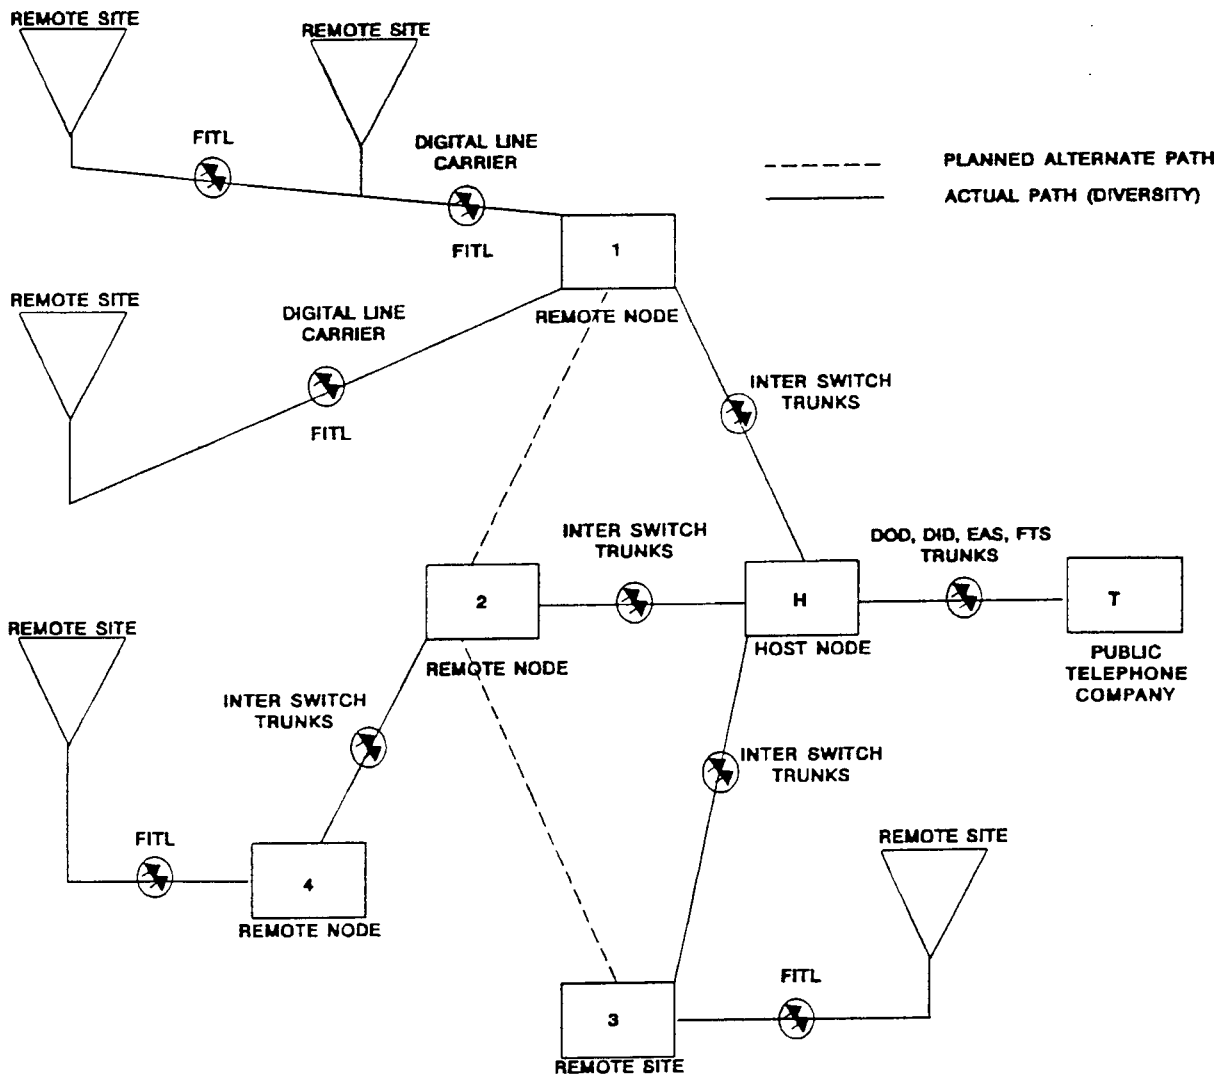 REMOTE SITE
REMOTE SITE
FITL
DIGITAL LINE
CARRIER
FITL
PLANNED ALTERNATE PATH
ACTUAL PATH (DIVERSITY)
1
REMOTE NODE
REMOTE SITE
DIGITAL LINE
CARRIER
FITL
INTER SWITCH
TRUNKS
INTER SWITCH
TRUNKS
DOD, DID, EAS, FTS
TRUNKS
2
REMOTE NODE
H
HOST NODE
T
PUBLIC
TELEPHONE
COMPANY
REMOTE SITE
INTER SWITCH
TRUNKS
INTER SWITCH
TRUNKS
FITL
4
REMOTE NODE
REMOTE SITE
FITL
3
REMOTE SITE